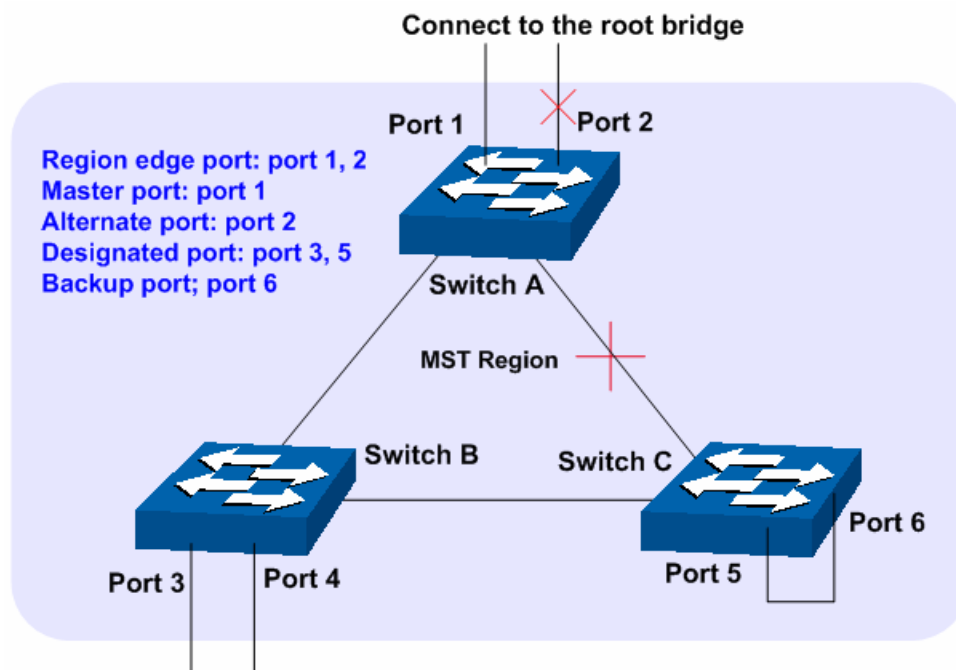 Connect to the root bridge
Port 1
Port 2
Region edge port: port 1, 2
Master port: port 1
Alternate port: port 2
Designated port: port 3, 5
Backup port; port 6
Switch A
MST Region
Switch B
Switch C
Port 6
Port 3
Port 4
Port 5